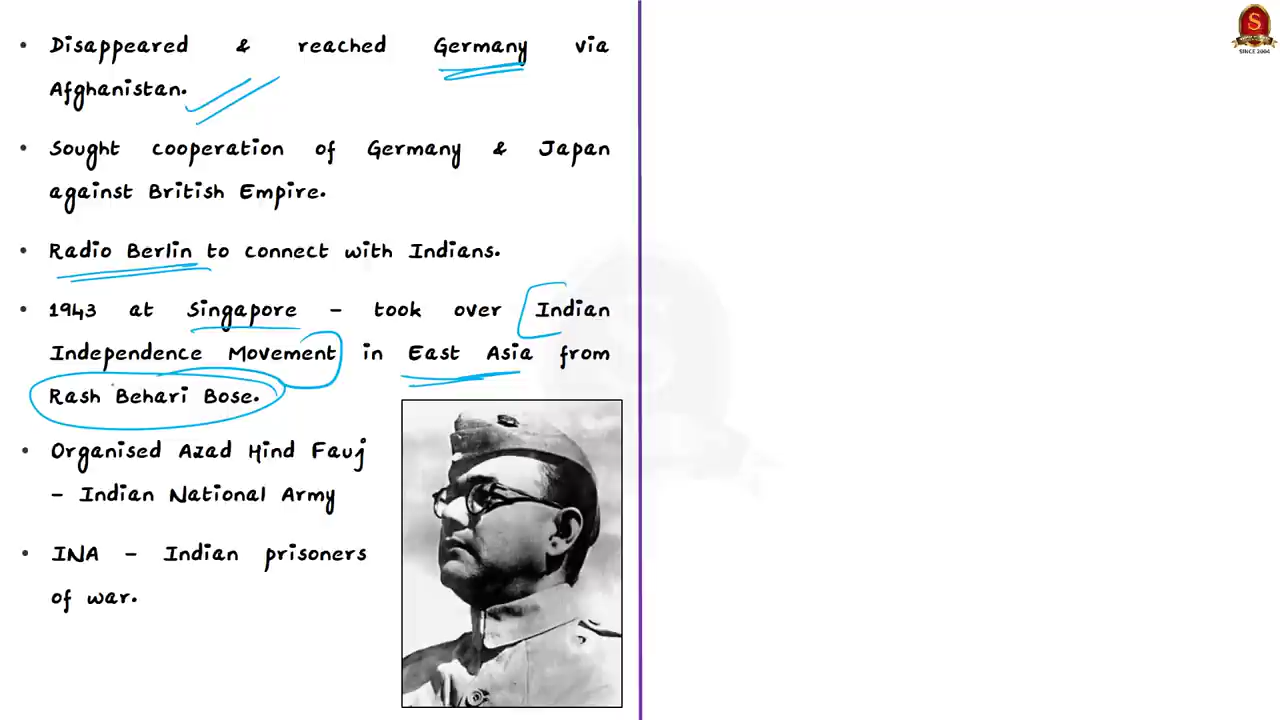 • Disappeared & reached Germany via
Afghanistan.
• Sought cooperation of Germany & Japan
against British Empire.
• Radio Berlin to connect with Indians.
• 1943 at Singapore - took over Indian
Independence Movement in East Asia from
Rash Behari Bose.
• Organised Azad Hind Fauj
- Indian National Army
• INA - Indian prisoners
of war.
S
SINCE 2004